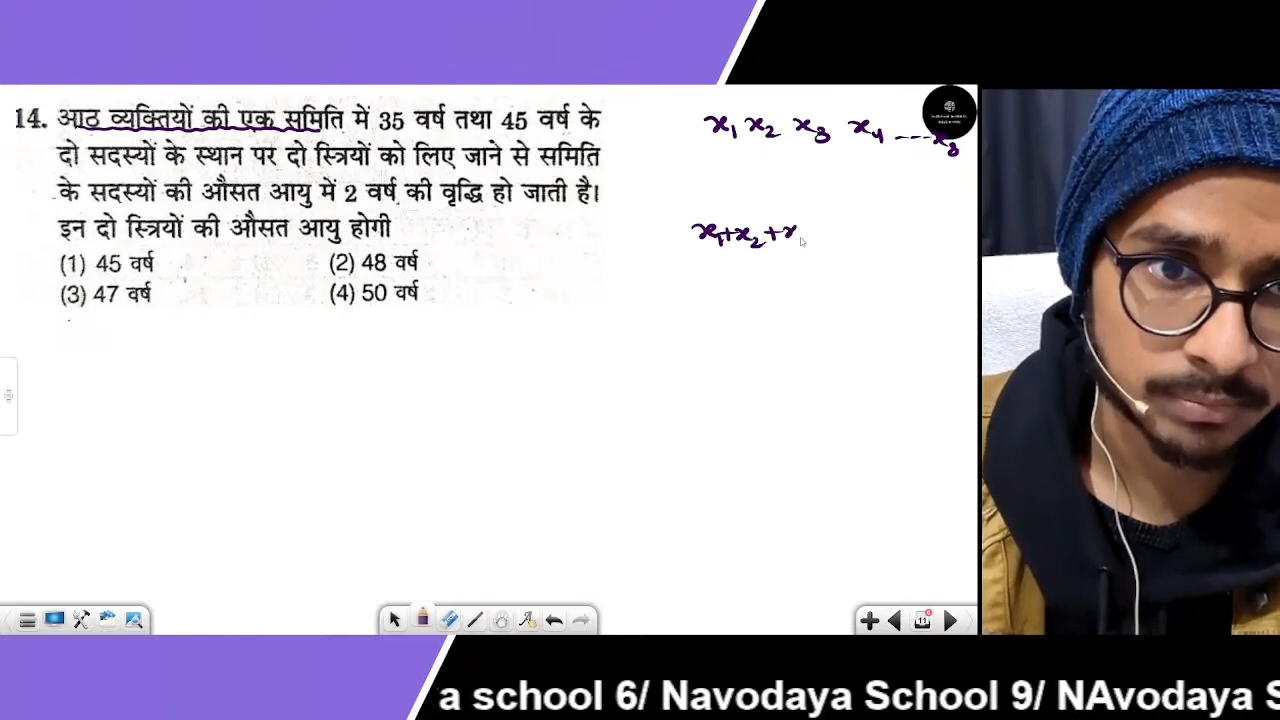 14. आठ व्यक्तियों की एक समिति में 35 वर्ष तथा 45 वर्ष के
दो सदस्यों के स्थान पर दो स्त्रियों को लिए जाने से समिति
के सदस्यों की औसत आयु में 2 वर्ष की वृद्धि हो जाती है।
इन दो स्त्रियों की औसत आयु होगी
(1) 45 वर्ष (2) 48 वर्ष
(3) 47 वर्ष (4) 50 वर्ष
x₁ x₂ x₃ x₄ ---- x₈
x₁+x₂+x
11
a school 6/ Navodaya School 9/ NAvodaya S